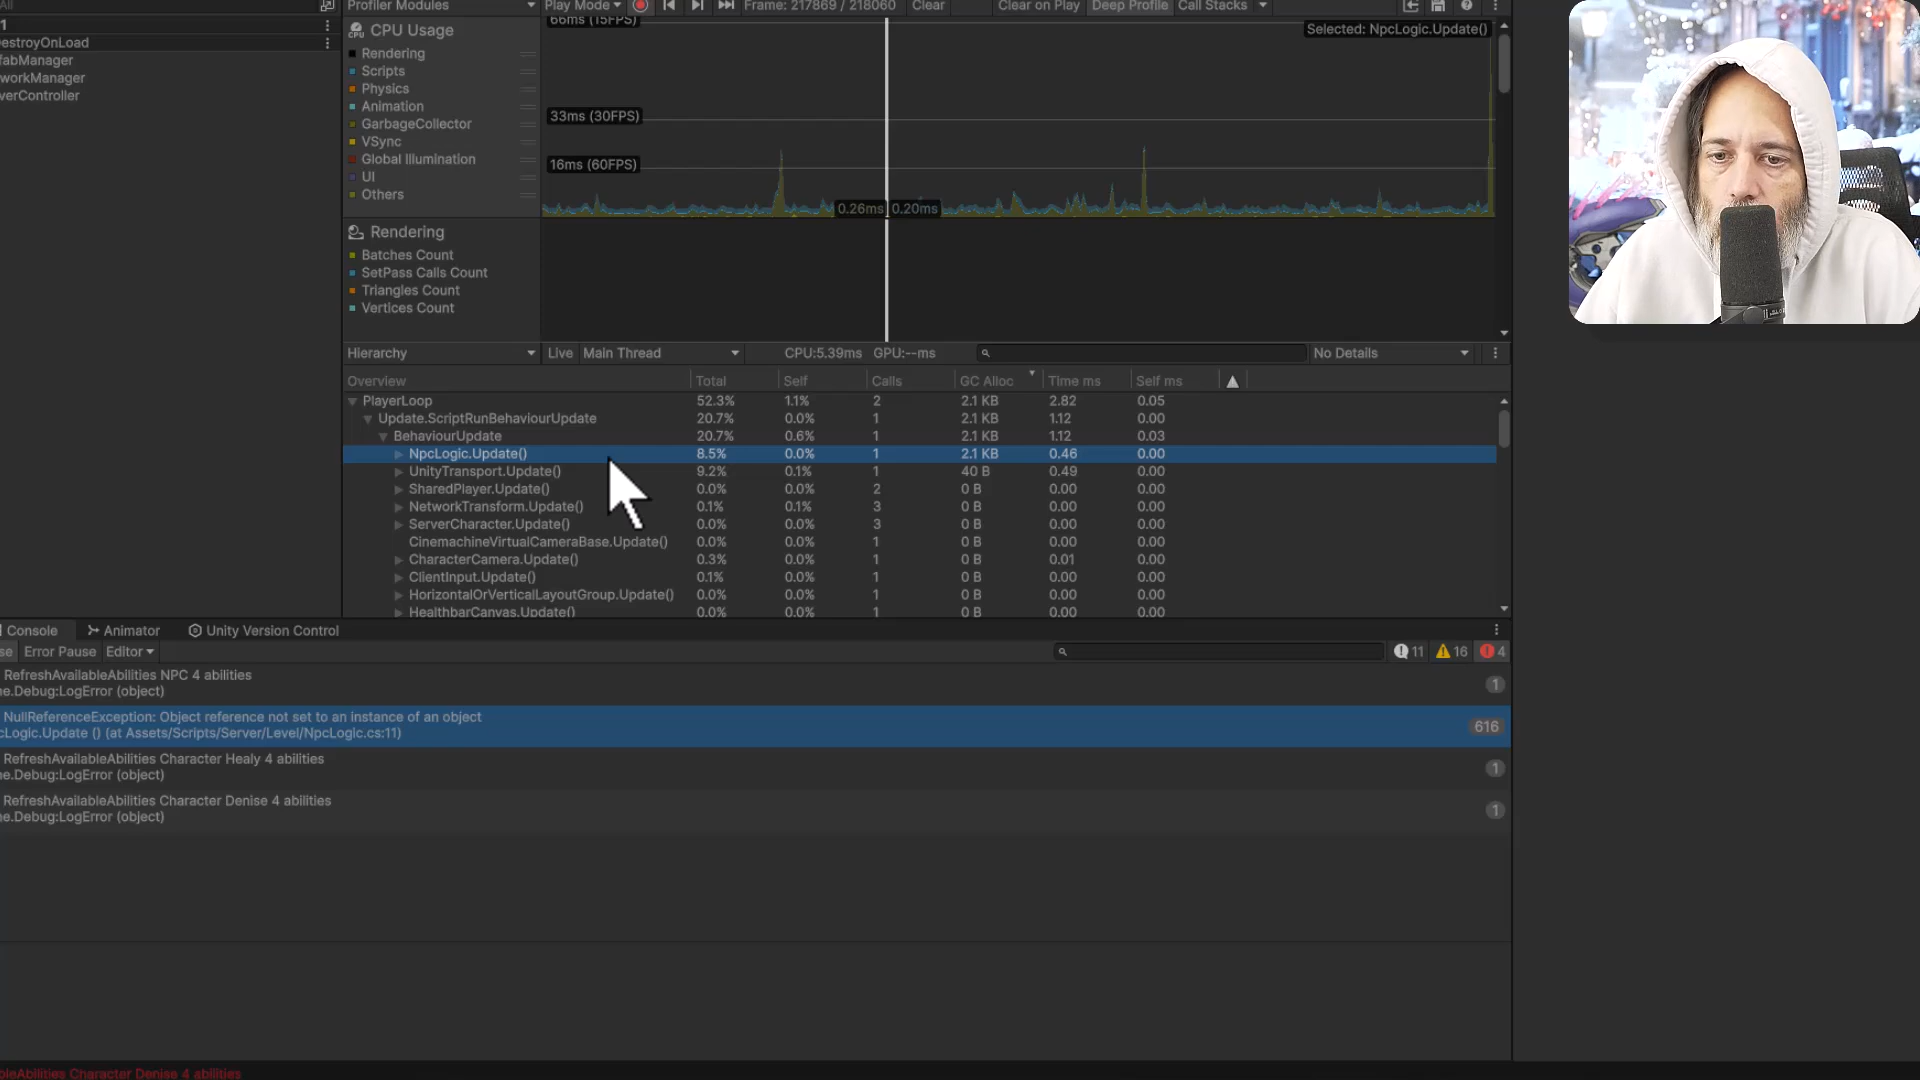 All
1
estroyOnLoad
fabManager
workManager
verController
Profiler Modules
Play Mode
Frame: 217869 / 218060
Clear
Clear on Play
Deep Profile
Call Stacks
CPU Usage
Rendering
Scripts
Physics
Animation
GarbageCollector
VSync
Global Illumination
UI
Others
66ms (15FPS)
Selected: NpcLogic.Update()
33ms (30FPS)
16ms (60FPS)
0.26ms 0.20ms
Rendering
Batches Count
SetPass Calls Count
Triangles Count
Vertices Count
Hierarchy
Live
Main Thread
CPU:5.39ms GPU:--ms
No Details
Overview Total Self Calls GC Alloc Time ms Self ms
PlayerLoop 52.3% 1.1% 2 2.1 KB 2.82 0.05
Update.ScriptRunBehaviourUpdate 20.7% 0.0% 1 2.1 KB 1.12 0.00
BehaviourUpdate 20.7% 0.6% 1 2.1 KB 1.12 0.03
NpcLogic.Update() 8.5% 0.0% 1 2.1 KB 0.46 0.00
UnityTransport.Update() 9.2% 0.1% 1 40 B 0.49 0.00
SharedPlayer.Update() 0.0% 0.0% 2 0 B 0.00 0.00
NetworkTransform.Update() 0.1% 0.1% 3 0 B 0.00 0.00
ServerCharacter.Update() 0.0% 0.0% 3 0 B 0.00 0.00
CinemachineVirtualCameraBase.Update() 0.0% 0.0% 1 0 B 0.00 0.00
CharacterCamera.Update() 0.3% 0.0% 1 0 B 0.01 0.00
ClientInput.Update() 0.1% 0.0% 1 0 B 0.00 0.00
HorizontalOrVerticalLayoutGroup.Update() 0.0% 0.0% 1 0 B 0.00 0.00
HealthbarCanvas.Update() 0.0% 0.0% 1 0 B 0.00 0.00
Console
Animator
Unity Version Control
se
Error Pause
Editor
11
16
4
RefreshAvailableAbilities NPC 4 abilities
ne.Debug:LogError (object)
1
NullReferenceException: Object reference not set to an instance of an object
cLogic.Update () (at Assets/Scripts/Server/Level/NpcLogic.cs:11)
616
RefreshAvailableAbilities Character Healy 4 abilities
ne.Debug:LogError (object)
1
RefreshAvailableAbilities Character Denise 4 abilities
ne.Debug:LogError (object)
1
bleAbilities Character Denise 4 abilities